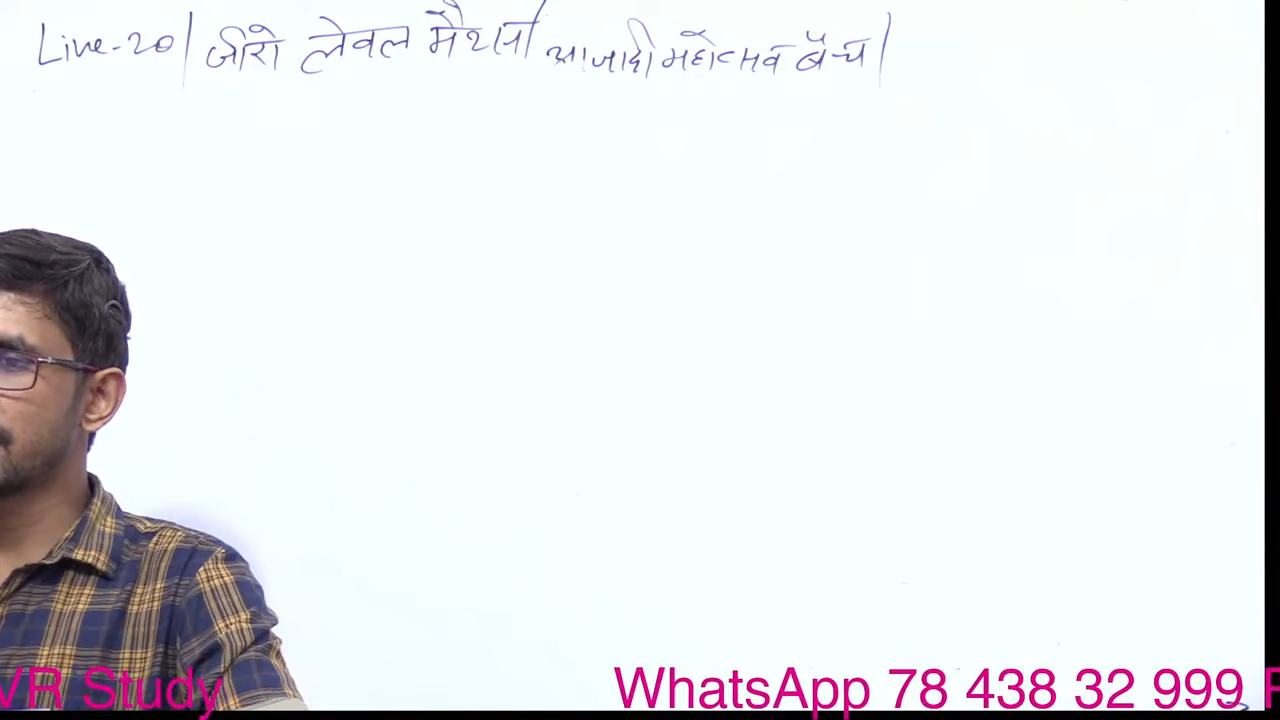 Live-20| जीरो लेवल मैथ्स| आजादी महोत्सव बैच|
VR Study WhatsApp 78 438 32 999